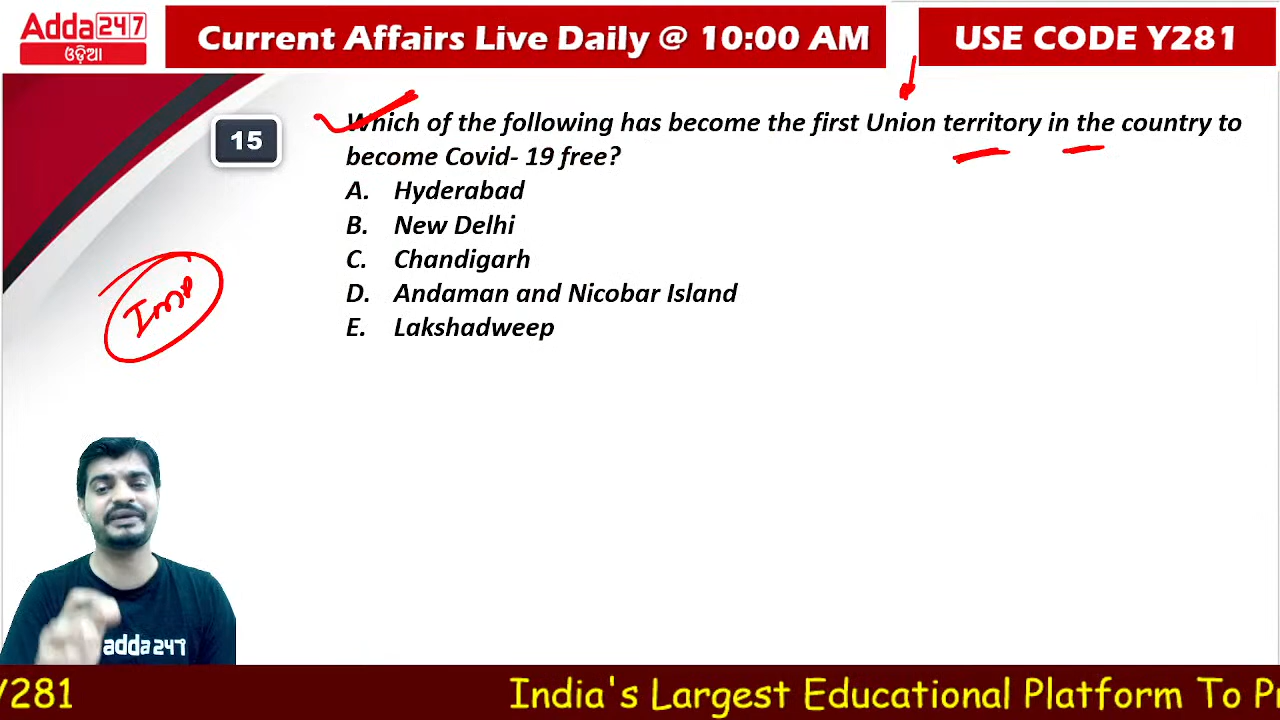 Adda247
ଓଡ଼ିଆ
Current Affairs Live Daily @ 10:00 AM
USE CODE Y281
15
Which of the following has become the first Union territory in the country to
become Covid- 19 free?
A. Hyderabad
B. New Delhi
C. Chandigarh
D. Andaman and Nicobar Island
E. Lakshadweep
Imp
adda247
Y281
India's Largest Educational Platform To